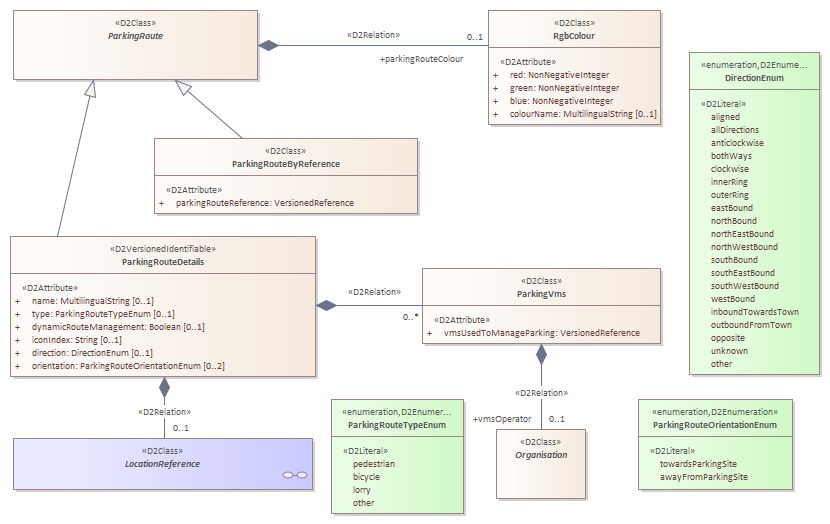 «D2Class»
ParkingRoute
«D2Relation»
0..1
+parkingRouteColour
«D2Class»
RgbColour
«D2Attribute»
+ red: NonNegativeInteger
+ green: NonNegativeInteger
+ blue: NonNegativeInteger
+ colourName: MultilingualString [0..1]
«enumeration,D2Enume...
DirectionEnum
«D2Literal»
aligned
allDirections
anticlockwise
bothWays
clockwise
innerRing
outerRing
eastBound
northBound
northEastBound
northWestBound
southBound
southEastBound
southWestBound
westBound
inboundTowardsTown
outboundFromTown
opposite
unknown
other
«D2Class»
ParkingRouteByReference
«D2Attribute»
+ parkingRouteReference: VersionedReference
«D2VersionedIdentifiable»
ParkingRouteDetails
«D2Attribute»
+ name: MultilingualString [0..1]
+ type: ParkingRouteTypeEnum [0..1]
+ dynamicRouteManagement: Boolean [0..1]
+ iconIndex: String [0..1]
+ direction: DirectionEnum [0..1]
+ orientation: ParkingRouteOrientationEnum [0..2]
«D2Relation»
0..*
«D2Class»
ParkingVms
«D2Attribute»
+ vmsUsedToManageParking: VersionedReference
«D2Relation»
0..1
«D2Class»
LocationReference
«enumeration,D2Enumer...
ParkingRouteTypeEnum
«D2Literal»
pedestrian
bicycle
lorry
other
«D2Relation»
+vmsOperator 0..1
«D2Class»
Organisation
«enumeration,D2Enumeration»
ParkingRouteOrientationEnum
«D2Literal»
towardsParkingSite
awayFromParkingSite